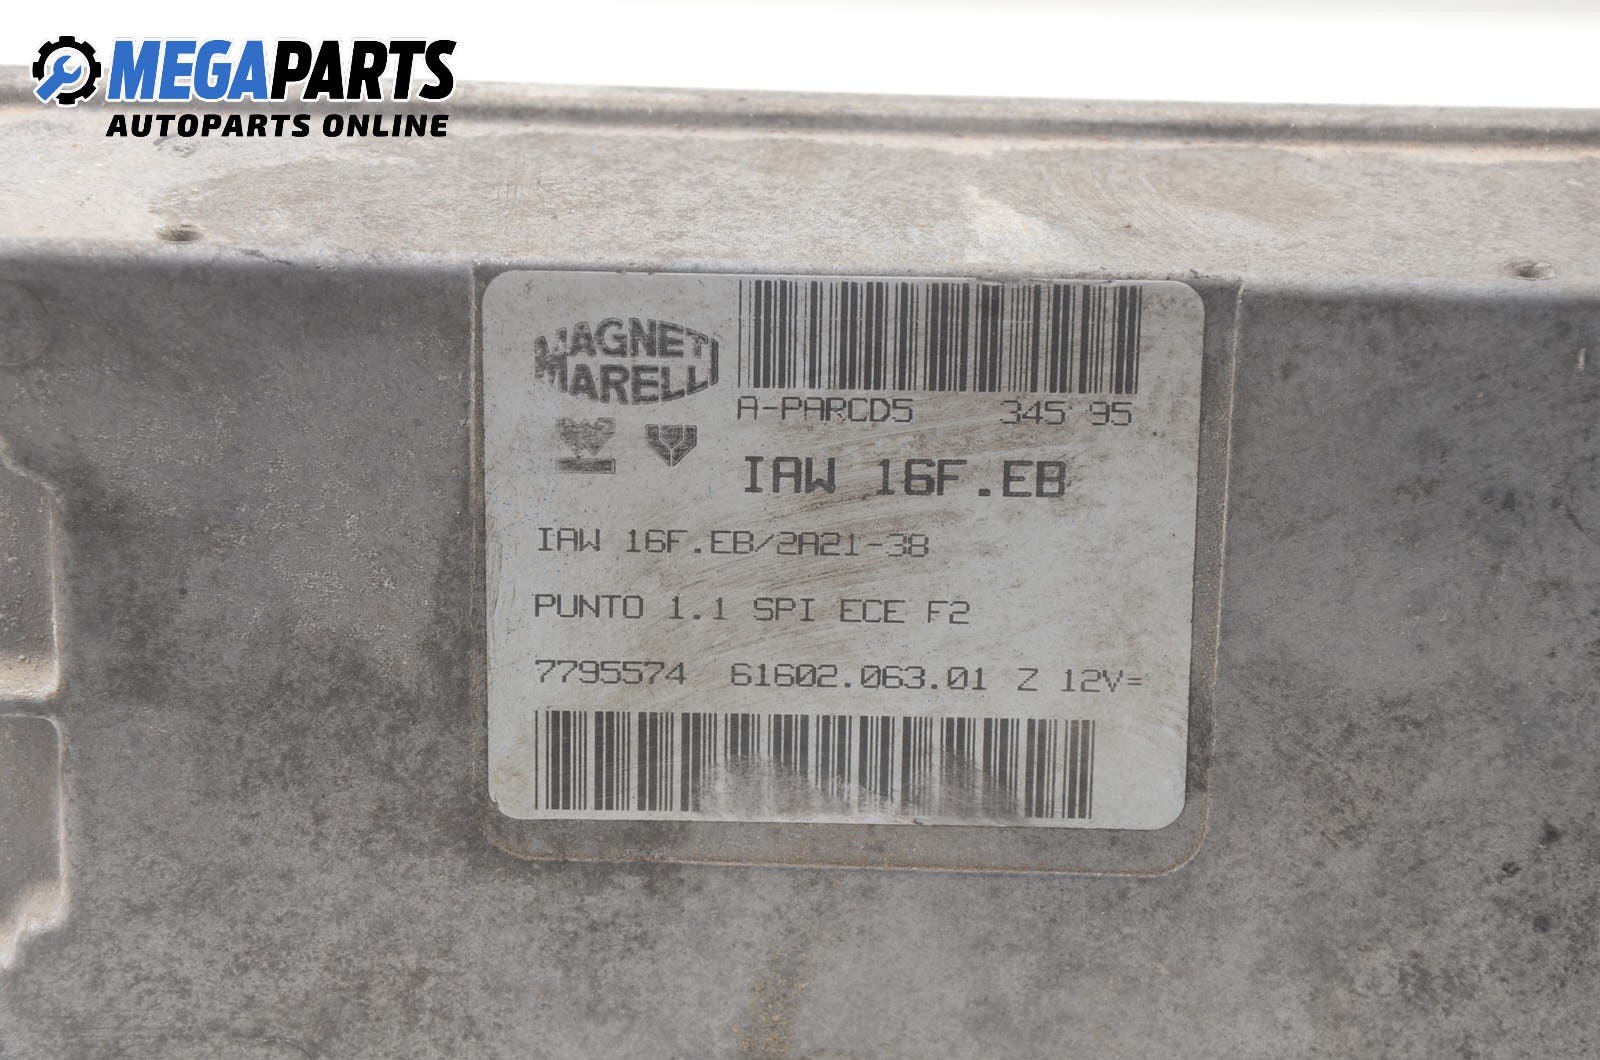 MEGAPARTS
AUTOPARTS ONLINE
MAGNETI
MARELLI
A-PARCD5 345 95
IAW 16F.EB
IAW 16F.EB/2A21-38
PUNTO 1.1 SPI ECE F2
7795574 61602.063.01 Z 12V=